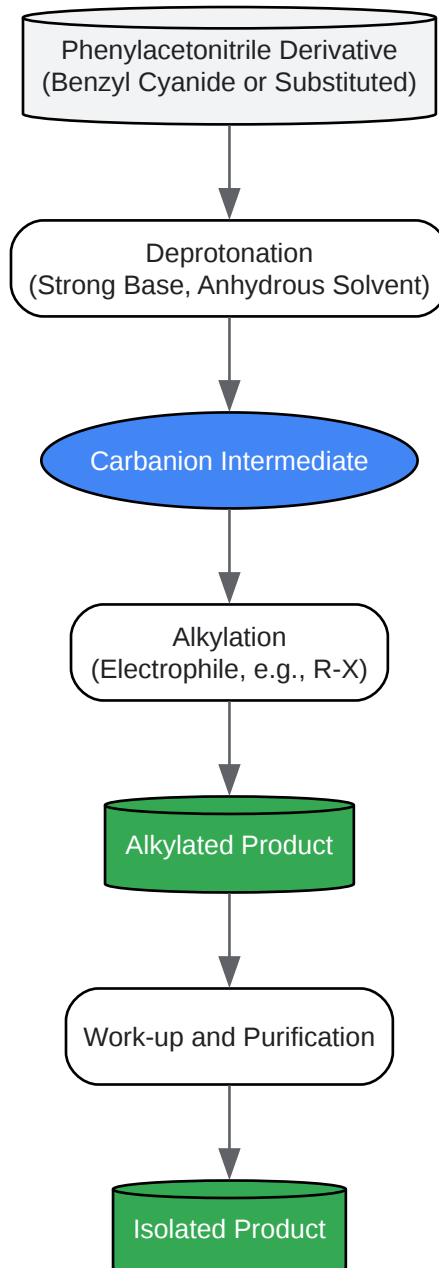 Phenylacetonitrile Derivative
(Benzyl Cyanide or Substituted)
Deprotonation
(Strong Base, Anhydrous Solvent)
Carbanion Intermediate
Alkylation
(Electrophile, e.g., R-X)
Alkylated Product
Work-up and Purification
Isolated Product